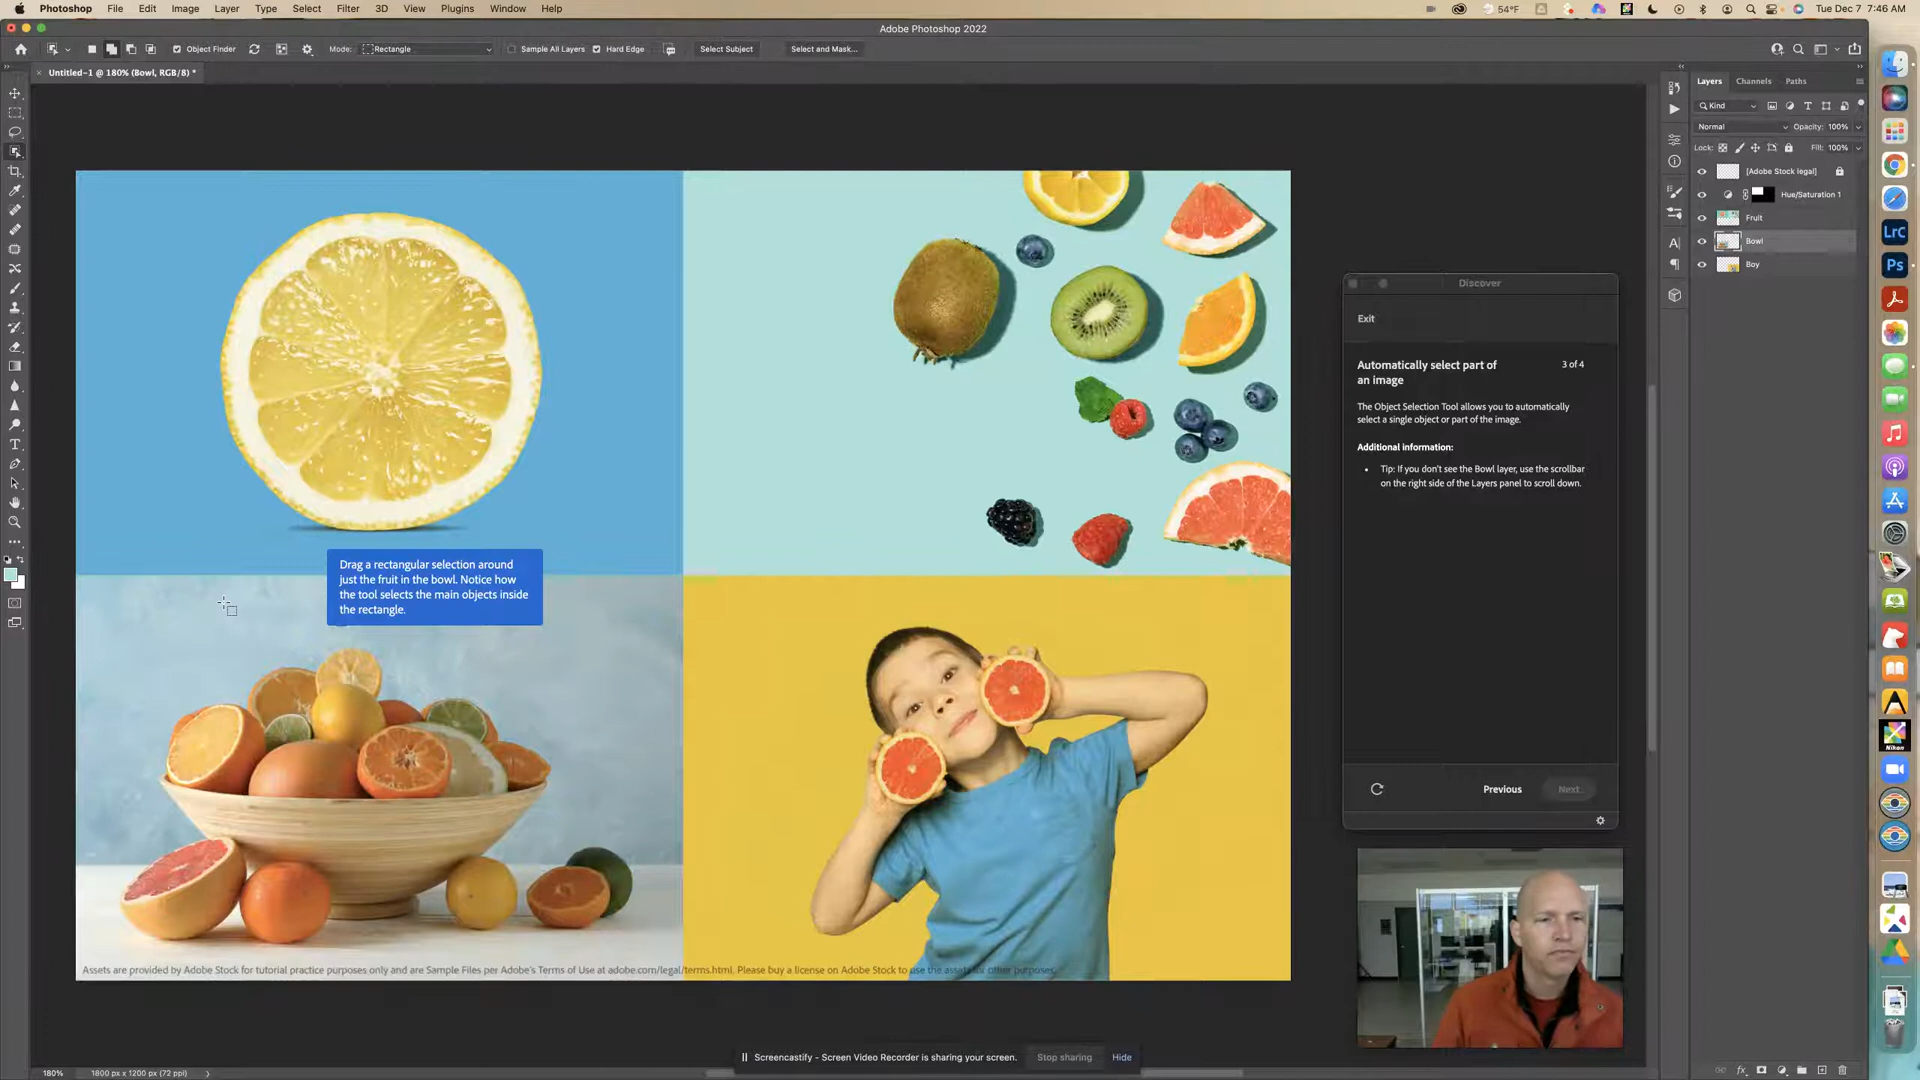 Photoshop File Edit Image Layer Type Select Filter 3D View Plugins Window Help
54°F
Tue Dec 7 7:46 AM
Adobe Photoshop 2022
Object Finder
Mode: Rectangle
Sample All Layers
Hard Edge
Select Subject
Select and Mask...
Untitled-1 @ 180% (Bowl, RGB/8) *
Layers Channels Paths
Kind
Normal Opacity: 100%
Lock: Fill: 100%
[Adobe Stock legal]
Hue/Saturation 1
Fruit
Bowl
Boy
Discover
Exit
Automatically select part of
an image
3 of 4
The Object Selection Tool allows you to automatically
select a single object or part of the image.
Additional information:
• Tip: If you don't see the Bowl layer, use the scrollbar
on the right side of the Layers panel to scroll down.
Previous
Next
Drag a rectangular selection around
just the fruit in the bowl. Notice how
the tool selects the main objects inside
the rectangle.
Assets are provided by Adobe Stock for tutorial practice purposes only and are Sample Files per Adobe's Terms of Use at adobe.com/legal/terms.html. Please buy a license on Adobe Stock to use the assets for other purposes.
Screencastify - Screen Video Recorder is sharing your screen.
Stop sharing
Hide
180% 1800 px x 1200 px (72 ppi)
LrC
Ps
Nikon